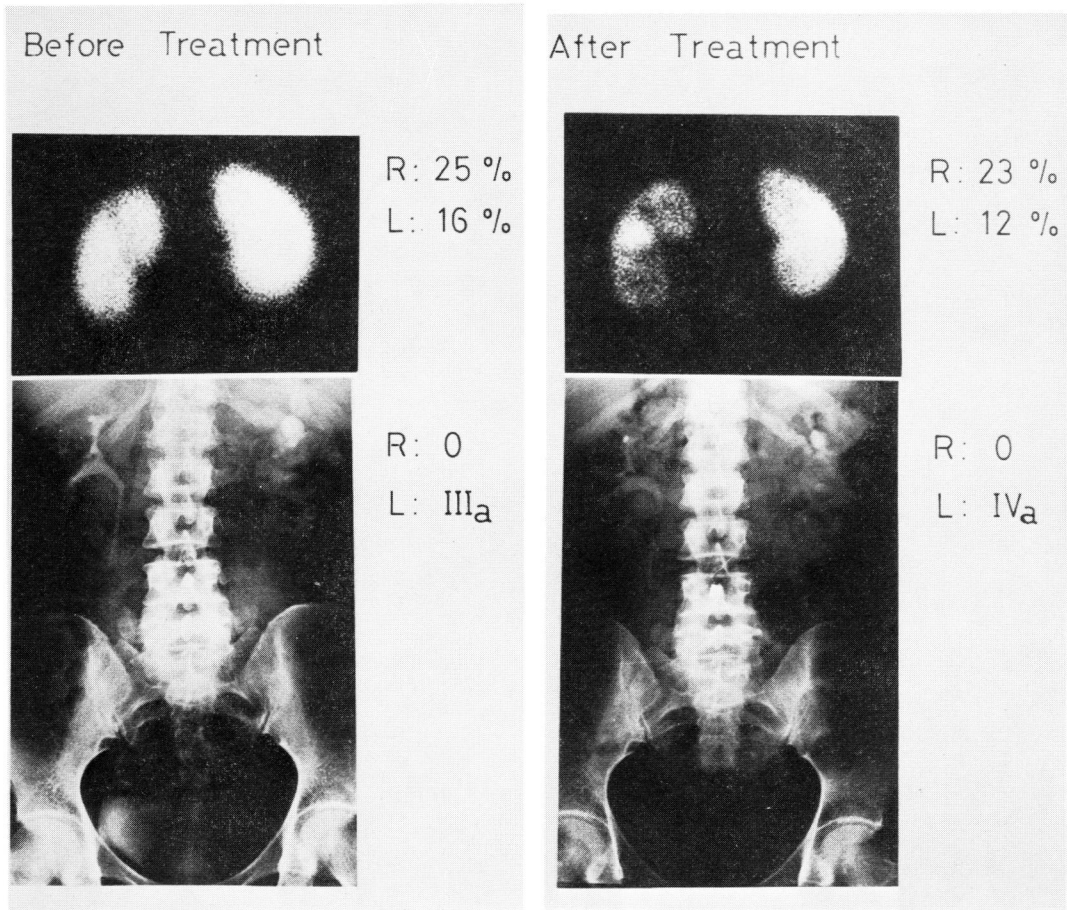 Before Treatment
R: 25 %
L: 16 %
R: 0
L: IIIa
After Treatment
R: 23 %
L: 12 %
R: 0
L: IVa